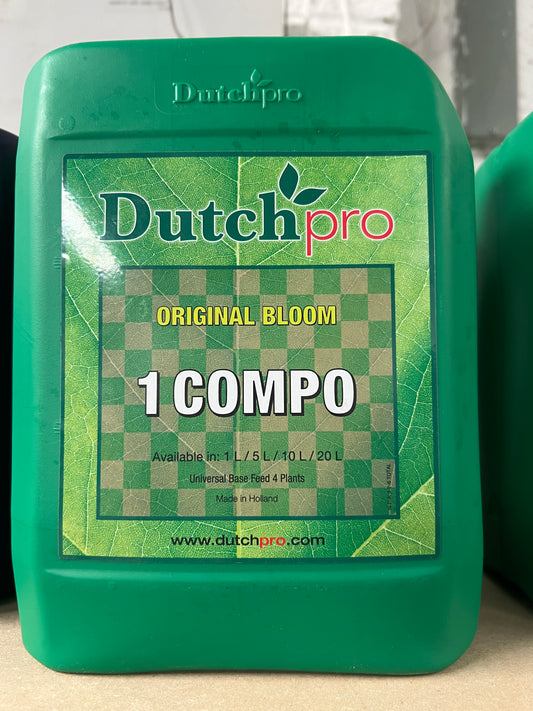 Dutchpro
Dutchpro
ORIGINAL BLOOM
1 COMPO
Available in: 1 L / 5 L / 10 L / 20 L
Universal Base Feed 4 Plants
Made in Holland
www.dutchpro.com